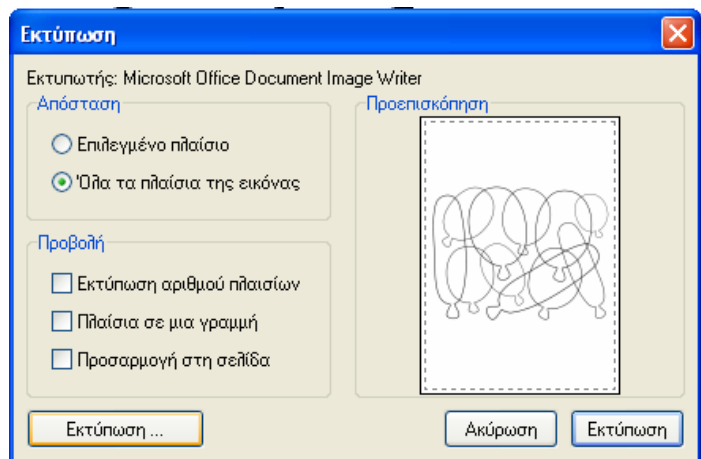 Εκτύπωση
Εκτυπωτής: Microsoft Office Document Image Writer
Απόσταση
Επιλεγμένο πλαίσιο
Όλα τα πλαίσια της εικόνας
Προβολή
Εκτύπωση αριθμού πλαισίων
Πλαίσια σε μια γραμμή
Προσαρμογή στη σελίδα
Προεπισκόπηση
Εκτύπωση ...
Ακύρωση
Εκτύπωση